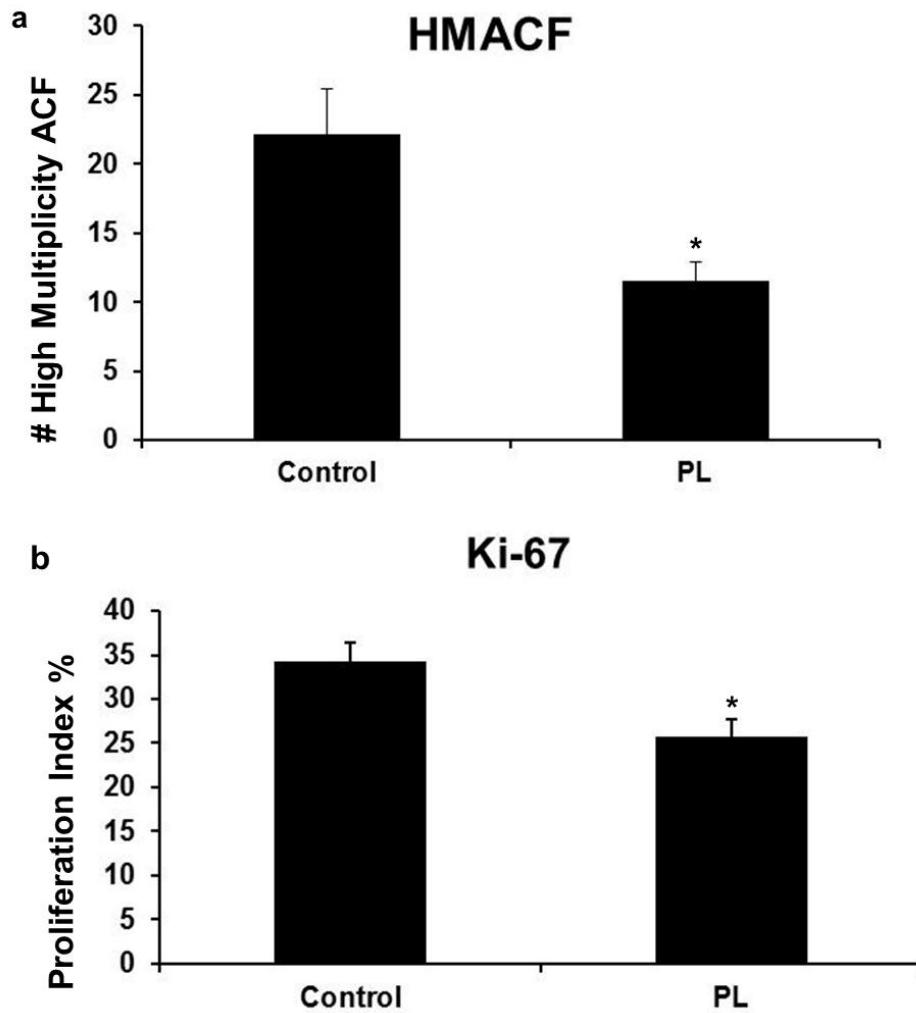 a
HMACF
# High Multiplicity ACF
30
25
20
15
10
5
0
*
Control PL
b
Ki-67
Proliferation Index %
40
35
30
25
20
15
10
5
0
*
Control PL